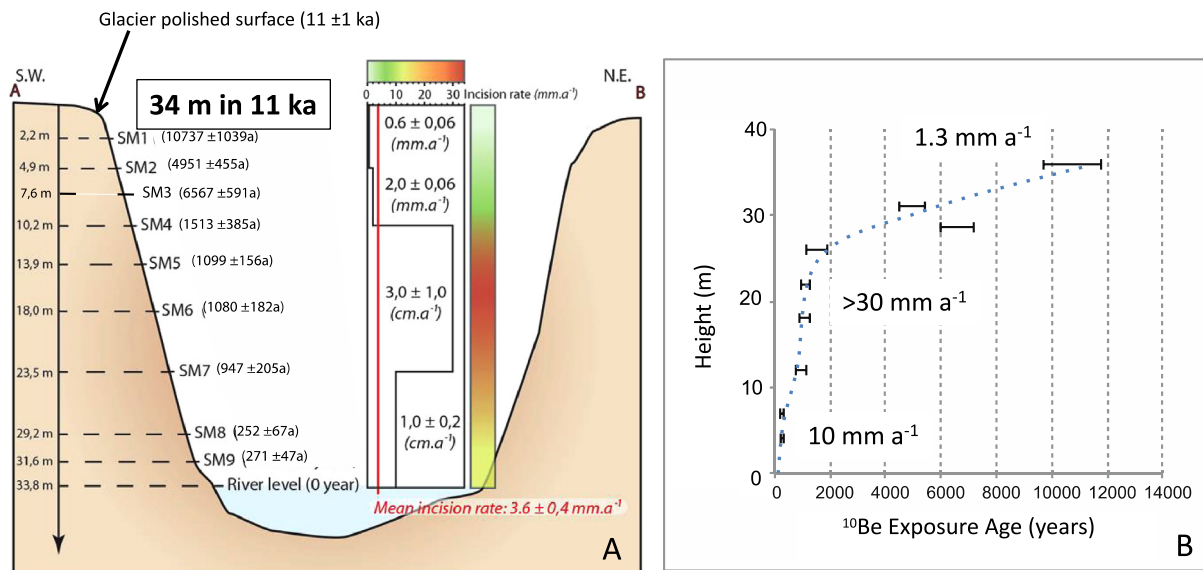 Glacier polished surface (11 ±1 ka)
S.W.
A
34 m in 11 ka
0 10 20 30
Incision rate (mm.a-1)
N.E.
B
2,2 m
SM1 (10737 ±1039a)
4,9 m
SM2 (4951 ±455a)
7,6 m
SM3 (6567 ±591a)
10,2 m
SM4 (1513 ±385a)
13,9 m
SM5 (1099 ±156a)
18,0 m
SM6 (1080 ±182a)
23,5 m
SM7 (947 ±205a)
29,2 m
SM8 (252 ±67a)
31,6 m
SM9 (271 ±47a)
33,8 m
River level (0 year)
0.6 ± 0,06
(mm.a-1)
2,0 ± 0,06
(mm.a-1)
3,0 ± 1,0
(cm.a-1)
1,0 ± 0,2
(cm.a-1)
Mean incision rate: 3.6 ± 0,4 mm.a-1
A
40
30
20
10
0
Height (m)
1.3 mm a-1
>30 mm a-1
10 mm a-1
0 2000 4000 6000 8000 10000 12000 14000
10Be Exposure Age (years)
B